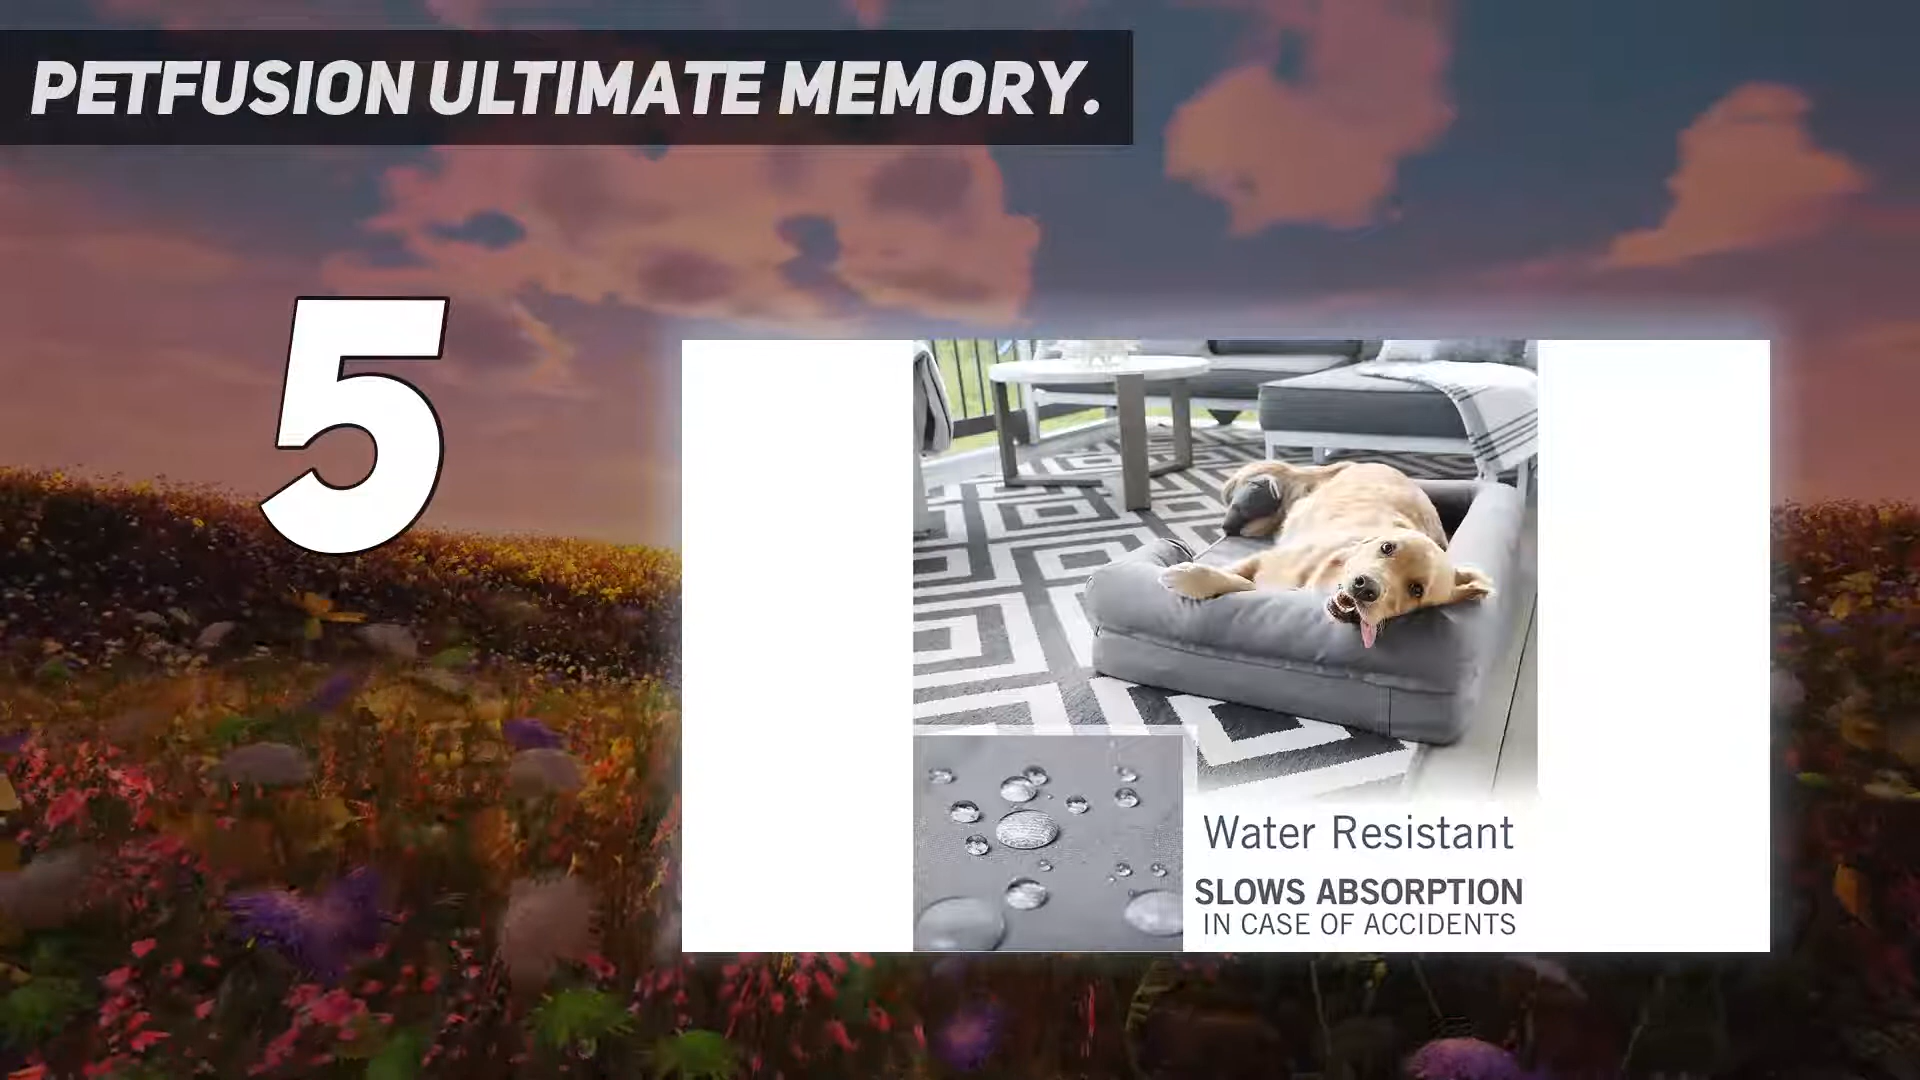 PETFUSION ULTIMATE MEMORY.
5
Water Resistant
SLOWS ABSORPTION
IN CASE OF ACCIDENTS